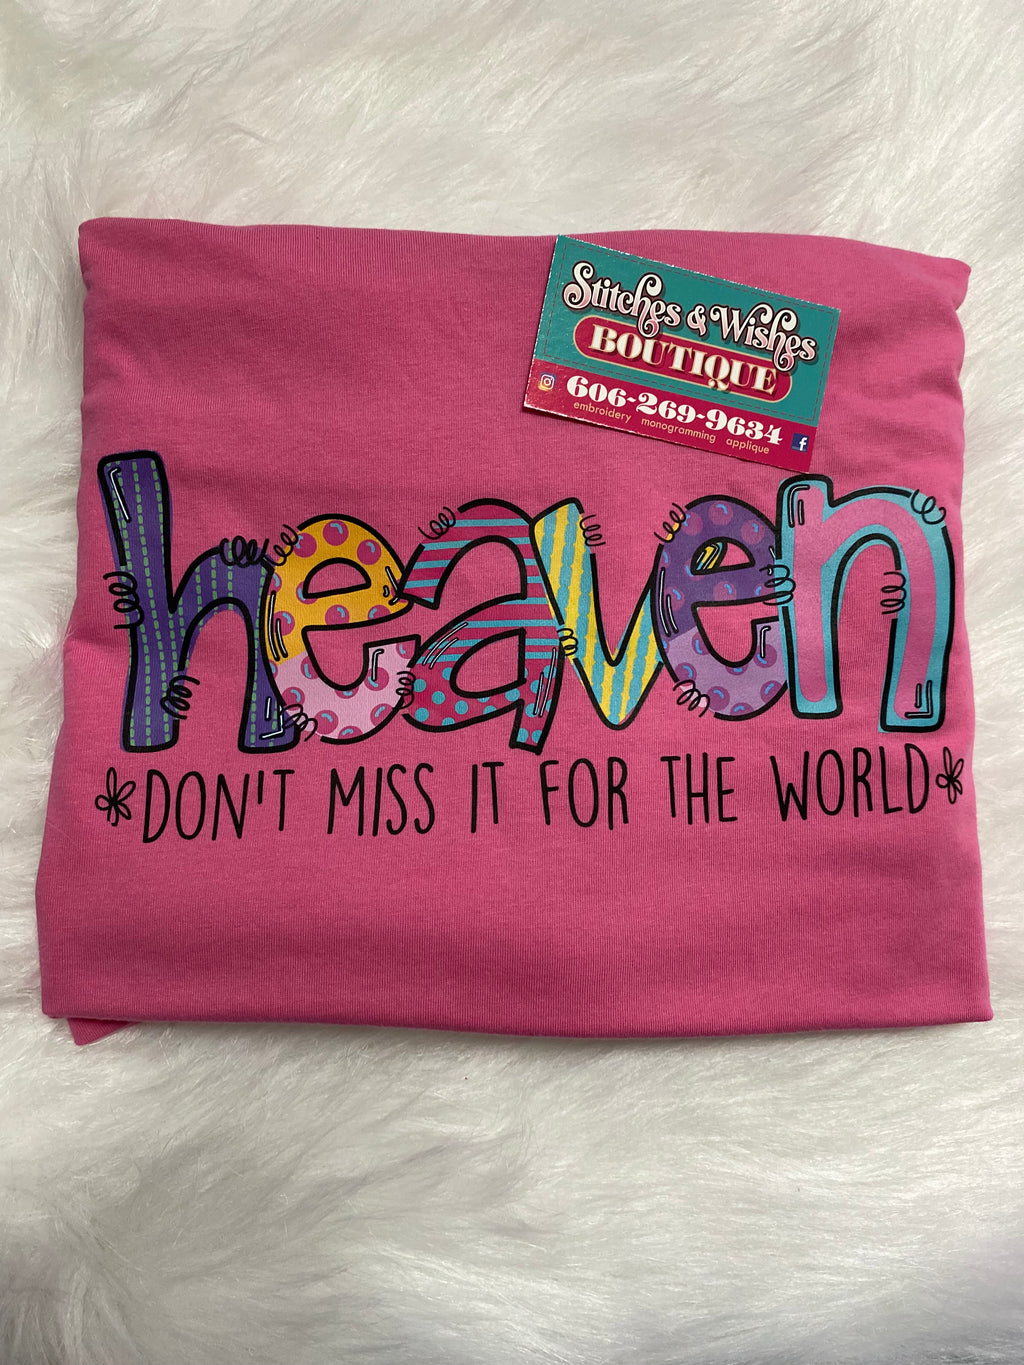 Stitches & Wishes
BOUTIQUE
606-269-9634
embroidery monogramming applique
heaven
*DON'T MISS IT FOR THE WORLD*